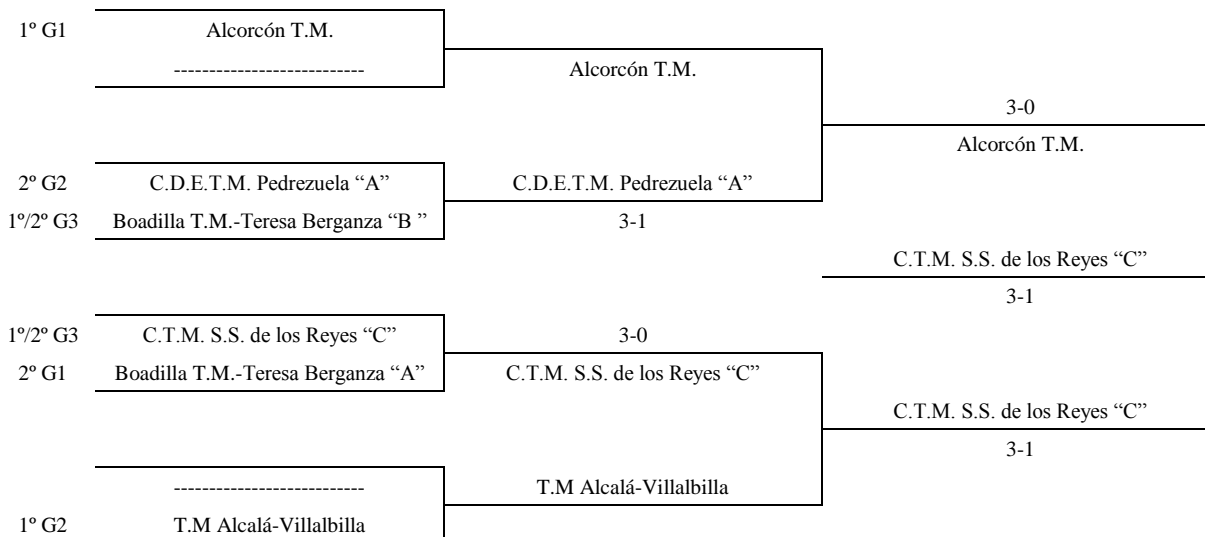 1º G1 Alcorcón T.M.
--------------------------- Alcorcón T.M.
3-0
Alcorcón T.M.
2º G2 C.D.E.T.M. Pedrezuela “A” C.D.E.T.M. Pedrezuela “A”
1º/2º G3 Boadilla T.M.-Teresa Berganza “B ” 3-1
C.T.M. S.S. de los Reyes “C”
3-1
1º/2º G3 C.T.M. S.S. de los Reyes “C” 3-0
2º G1 Boadilla T.M.-Teresa Berganza “A” C.T.M. S.S. de los Reyes “C”
C.T.M. S.S. de los Reyes “C”
3-1
--------------------------- T.M Alcalá-Villalbilla
1º G2 T.M Alcalá-Villalbilla